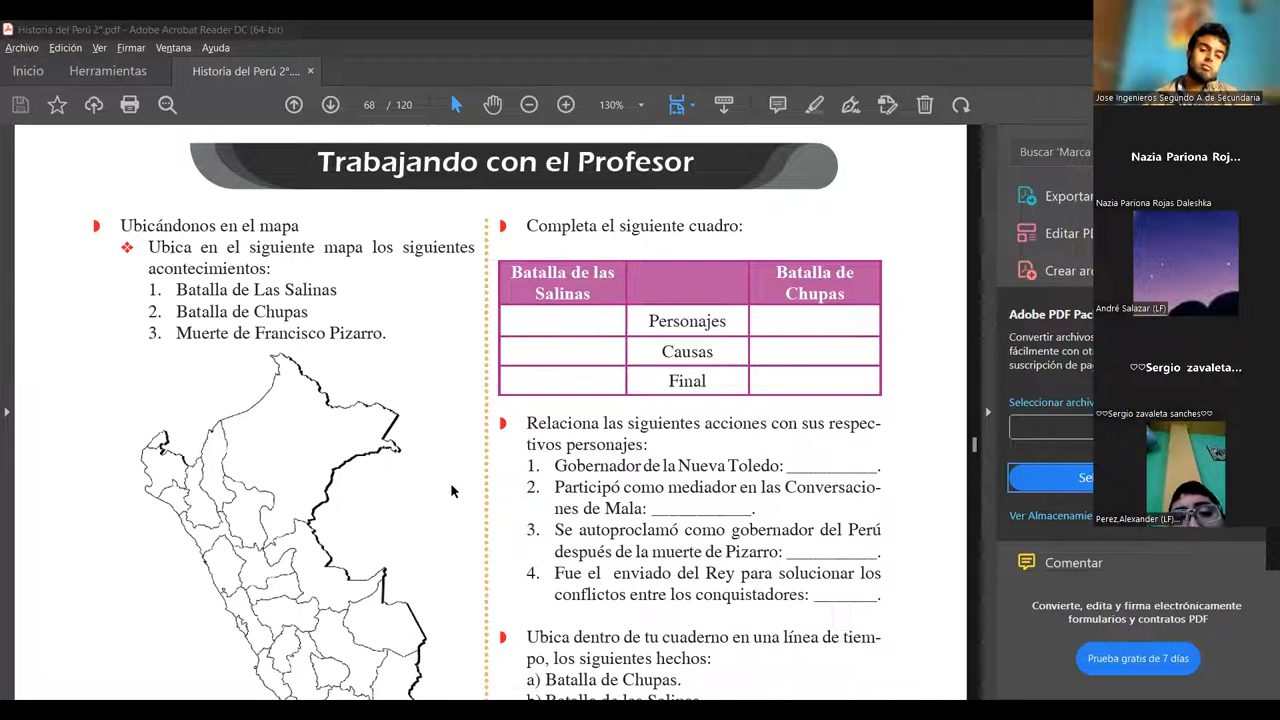 Historia del Perú 2°.pdf - Adobe Acrobat Reader DC (64-bit)
Archivo Edición Ver Firmar Ventana Ayuda
Inicio Herramientas Historia del Perú 2°.... ×
68 / 120 130%
Trabajando con el Profesor
Ubicándonos en el mapa
Ubica en el siguiente mapa los siguientes
acontecimientos:
1. Batalla de Las Salinas
2. Batalla de Chupas
3. Muerte de Francisco Pizarro.
Completa el siguiente cuadro:
Batalla de las Salinas
Batalla de Chupas
Personajes
Causas
Final
Relaciona las siguientes acciones con sus respec-
tivos personajes:
1. Gobernador de la Nueva Toledo: __________.
2. Participó como mediador en las Conversacio-
nes de Mala: ___________.
3. Se autoproclamó como gobernador del Perú
después de la muerte de Pizarro: __________.
4. Fue el enviado del Rey para solucionar los
conflictos entre los conquistadores: _______.
Ubica dentro de tu cuaderno en una línea de tiem-
po, los siguientes hechos:
a) Batalla de Chupas.
b) Batalla de las Salinas
Buscar 'Marca
Exportar
Editar PD
Crear arc
Adobe PDF Pac
Convertir archivos
fácilmente con otr
suscripción de pa
Seleccionar archiv
Se
Ver Almacenamie
Comentar
Convierte, edita y firma electrónicamente
formularios y contratos PDF
Prueba gratis de 7 días
Jose Ingenieros Segundo A de Secundaria
Nazia Pariona Roj...
Nazia Pariona Rojas Daleshka
André Salazar (LF)
♡♡Sergio zavaleta...
♡♡Sergio zavaleta sanches♡♡
Perez,Alexander (LF)...